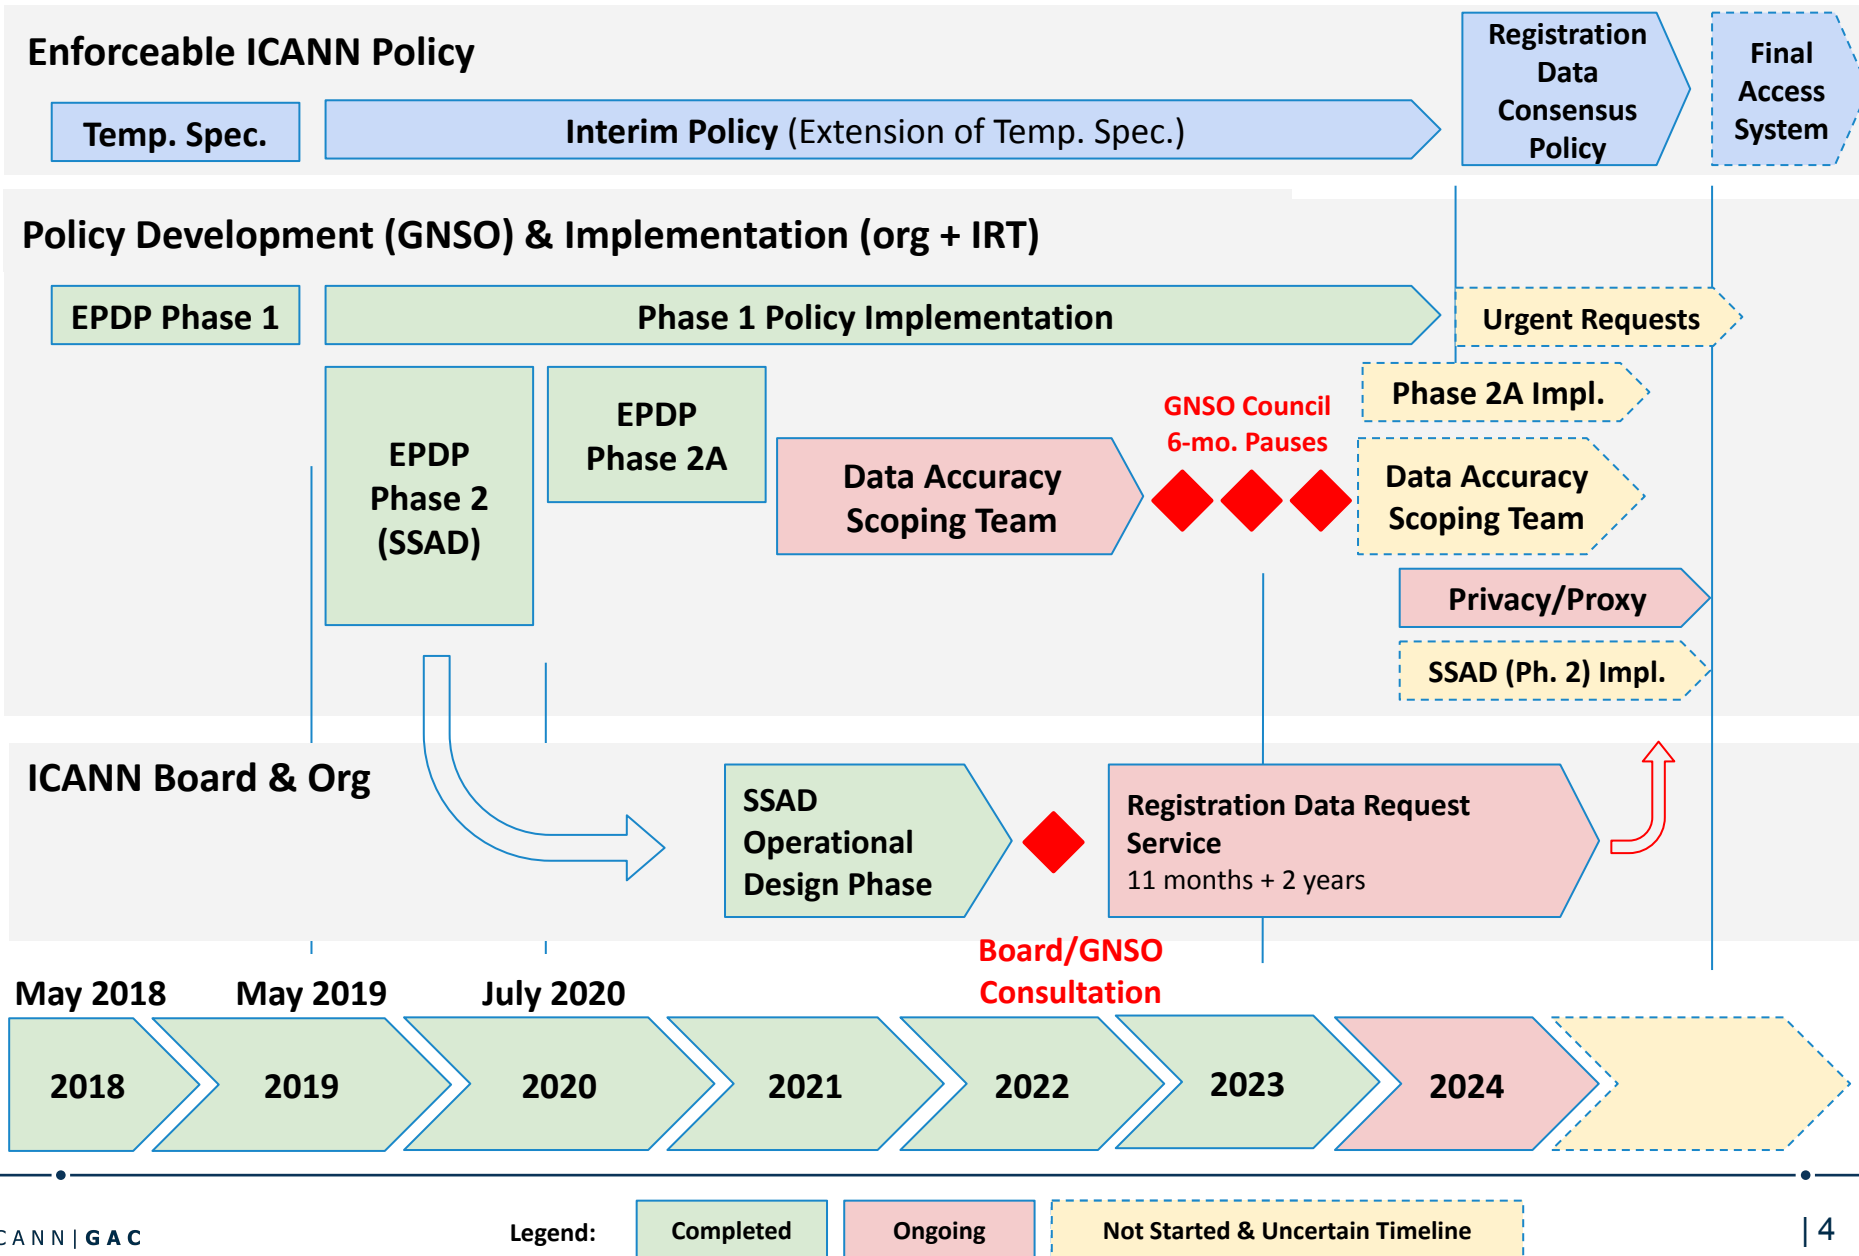 Enforceable ICANN Policy
Temp. Spec.
Interim Policy (Extension of Temp. Spec.)
Registration
Data
Consensus
Policy
Final
Access
System
Policy Development (GNSO) & Implementation (org + IRT)
EPDP Phase 1
Phase 1 Policy Implementation
Urgent Requests
EPDP
Phase 2
(SSAD)
EPDP
Phase 2A
Data Accuracy
Scoping Team
GNSO Council
6-mo. Pauses
Phase 2A Impl.
Data Accuracy
Scoping Team
Privacy/Proxy
SSAD (Ph. 2) Impl.
ICANN Board & Org
SSAD
Operational
Design Phase
Registration Data Request
Service
11 months + 2 years
Board/GNSO
Consultation
May 2018
May 2019
July 2020
2018
2019
2020
2021
2022
2023
2024
CANN|GAC
Legend:
Completed
Ongoing
Not Started & Uncertain Timeline
| 4